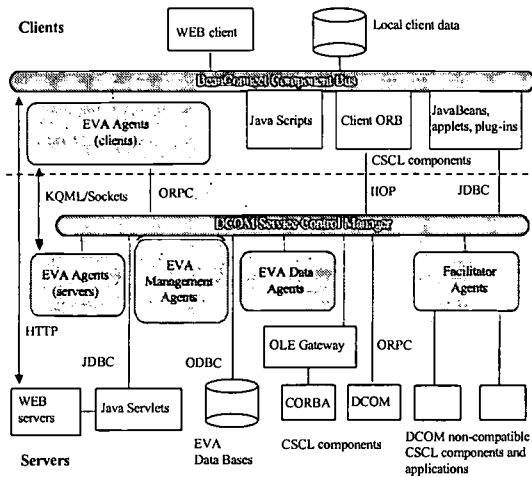 Clients
WEB client
Local client data
BeanConnect Component Bus
EVA Agents
(clients)
Java Scripts
Client ORB
JavaBeans,
applets, plug-ins
CSCL components
KQML/Sockets
ORPC
IIOP
JDBC
DCOM Service Control Manager
EVA Agents
(servers)
EVA
Management
Agents
EVA Data
Agents
Facilitator
Agents
HTTP
JDBC
ODBC
OLE Gateway
ORPC
WEB
servers
Java Servlets
CORBA
DCOM
EVA
Data Bases
CSCL components
DCOM non-compatible
CSCL components and
applications
Servers